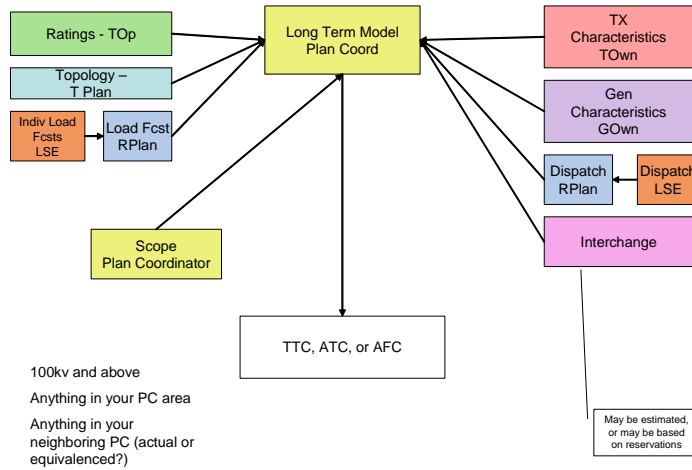 Ratings - TOp
Topology –
T Plan
Indiv Load
Fcsts
LSE
Load Fcst
RPlan
Long Term Model
Plan Coord
TX
Characteristics
TOwn
Gen
Characteristics
GOwn
Dispatch
RPlan
Dispatch
LSE
Interchange
Scope
Plan Coordinator
TTC, ATC, or AFC
100kv and above
Anything in your PC area
Anything in your
neighboring PC (actual or
equivalenced?)
May be estimated,
or may be based
on reservations